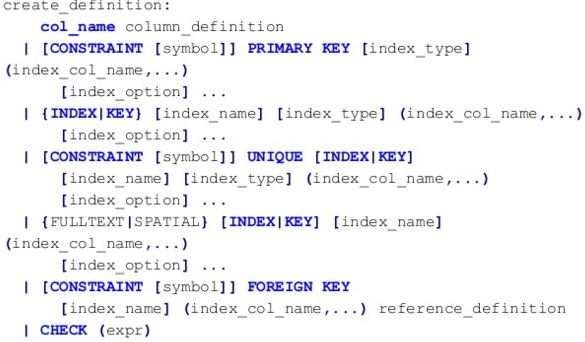 create_definition:
col_name column_definition
| [CONSTRAINT [symbol]] PRIMARY KEY [index_type]
(index_col_name,...)
[index_option] ...
| {INDEX|KEY} [index_name] [index_type] (index_col_name,...)
[index_option] ...
| [CONSTRAINT [symbol]] UNIQUE [INDEX|KEY]
[index_name] [index_type] (index_col_name,...)
[index_option] ...
| {FULLTEXT|SPATIAL} [INDEX|KEY] [index_name]
(index_col_name,...)
[index_option] ...
| [CONSTRAINT [symbol]] FOREIGN KEY
[index_name] (index_col_name,...) reference_definition
| CHECK (expr)